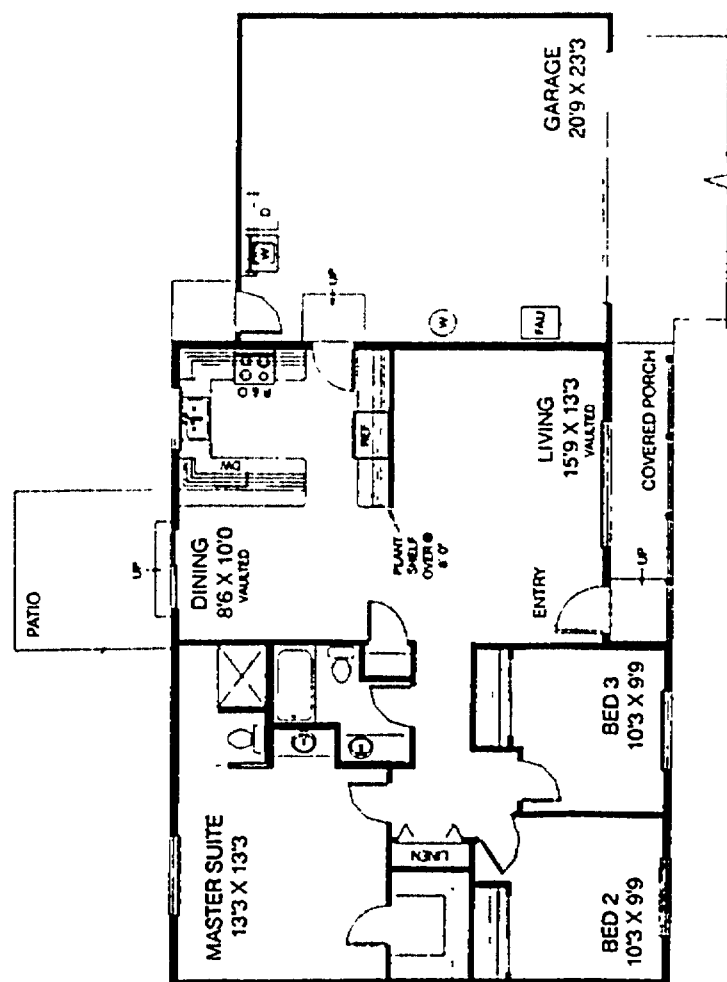 PATIO
UP
DINING
8'6 X 10'0
VAULTED
DW
W
D
UP
W
FAU
GARAGE
20'9 X 23'3
REF
PLANT
SHELF
OVER @
LIVING
15'9 X 13'3
VAULTED
ENTRY
COVERED PORCH
UP
MASTER SUITE
13'3 X 13'3
LINEN
BED 2
10'3 X 9'9
BED 3
10'3 X 9'9